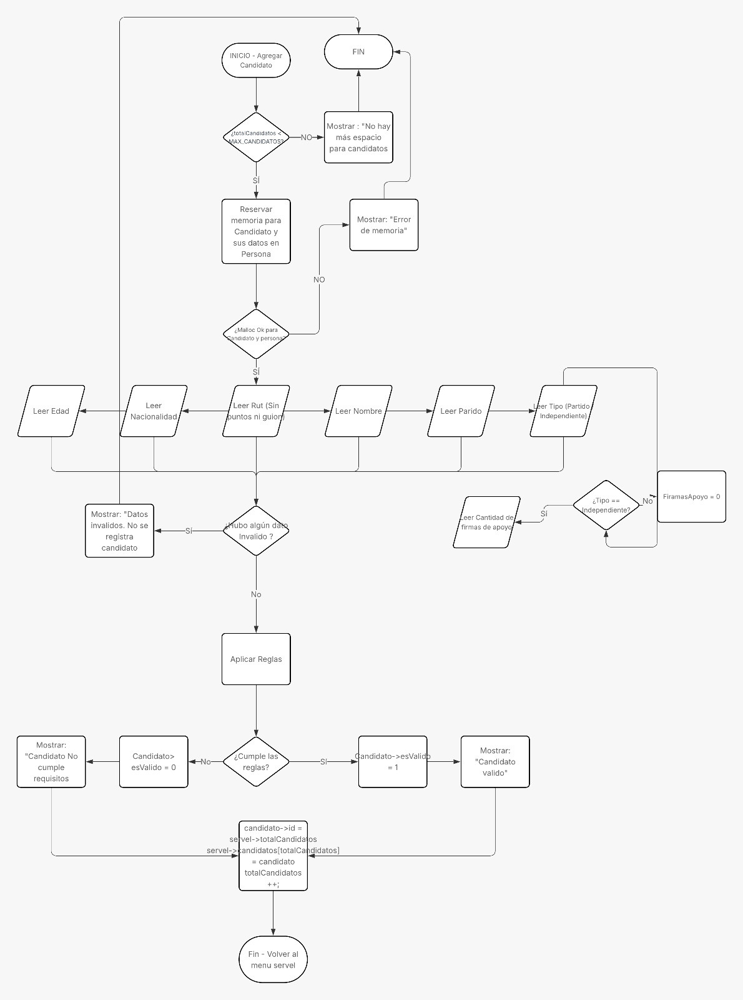 FIN
INICIO - Agregar
Candidato
¿totalCandidatos <
MAX_CANDIDATOS?
NO
Mostrar : "No hay
más espacio
para candidatos
SÍ
Reservar
memoria para
Candidato y
sus datos en
Persona
Mostrar: "Error
de memoria"
NO
¿Malloc Ok para
Candidato y persona?
SÍ
Leer Edad
Leer
Nacionalidad
Leer Rut (Sin
puntos ni guion)
Leer Nombre
Leer Parido
Leer Tipo (Partido /
Independiente)
Mostrar: "Datos
invalidos. No se
registra
candidato
Sí
¿Hubo algún dato
Invalido ?
Leer Cantidad de
firmas de apoyo
Sí
¿Tipo ==
Independiente?
No
FiramasApoyo = 0
No
Aplicar Reglas
Mostrar:
"Candidato No
cumple
requisitos
Candidato>
esValido = 0
No
¿Cumple las
reglas?
Sí
Candidato->esValido
= 1
Mostrar:
"Candidato
valido"
candidato->id =
servel->totalCandidatos
servel->candidatos[totalCandidatos]
= candidato
totalCandidatos
++;
Fin - Volver al
menu servel